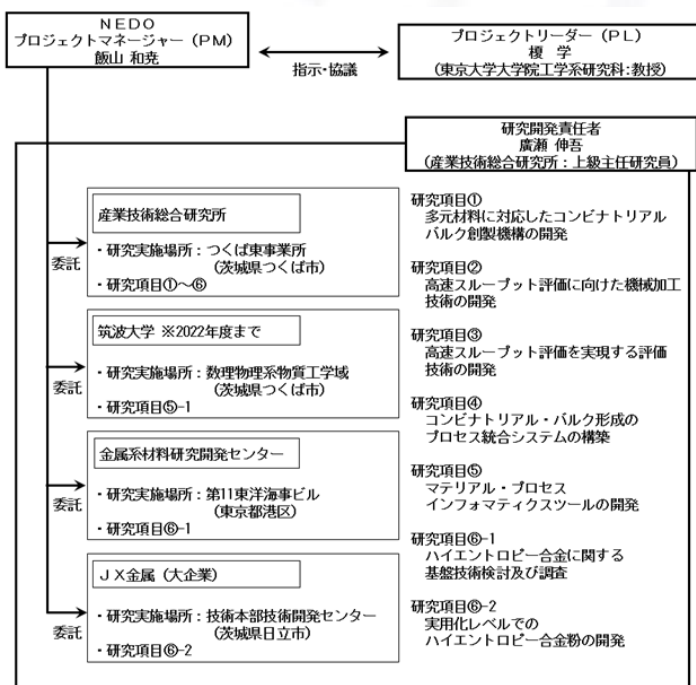 NEDO
プロジェクトマネージャー(PM)
飯山 和尭
指示・協議
プロジェクトリーダー(PL)
榎 学
(東京大学大学院工学系研究科:教授)
研究開発責任者
廣瀬 伸吾
(産業技術総合研究所:上級主任研究員)
委託
産業技術総合研究所
・研究実施場所:つくば東事業所
(茨城県つくば市)
・研究項目①~⑥
委託
筑波大学 ※2022年度まで
・研究実施場所:数理物理系物質工学域
(茨城県つくば市)
・研究項目⑤-1
委託
金属系材料研究開発センター
・研究実施場所:第11東洋海事ビル
(東京都港区)
・研究項目⑥-1
委託
JX金属(大企業)
・研究実施場所:技術本部技術開発センター
(茨城県日立市)
・研究項目⑥-2
研究項目①
多元材料に対応したコンビナトリアル
バルク創製機構の開発
研究項目②
高速スループット評価に向けた機械加工
技術の開発
研究項目③
高速スループット評価を実現する評価
技術の開発
研究項目④
コンビナトリアル・バルク形成の
プロセス統合システムの構築
研究項目⑤
マテリアル・プロセス
インフォマティクスツールの開発
研究項目⑥-1
ハイエントロピー合金に関する
基盤技術検討及び調査
研究項目⑥-2
実用化レベルでの
ハイエントロピー合金粉の開発